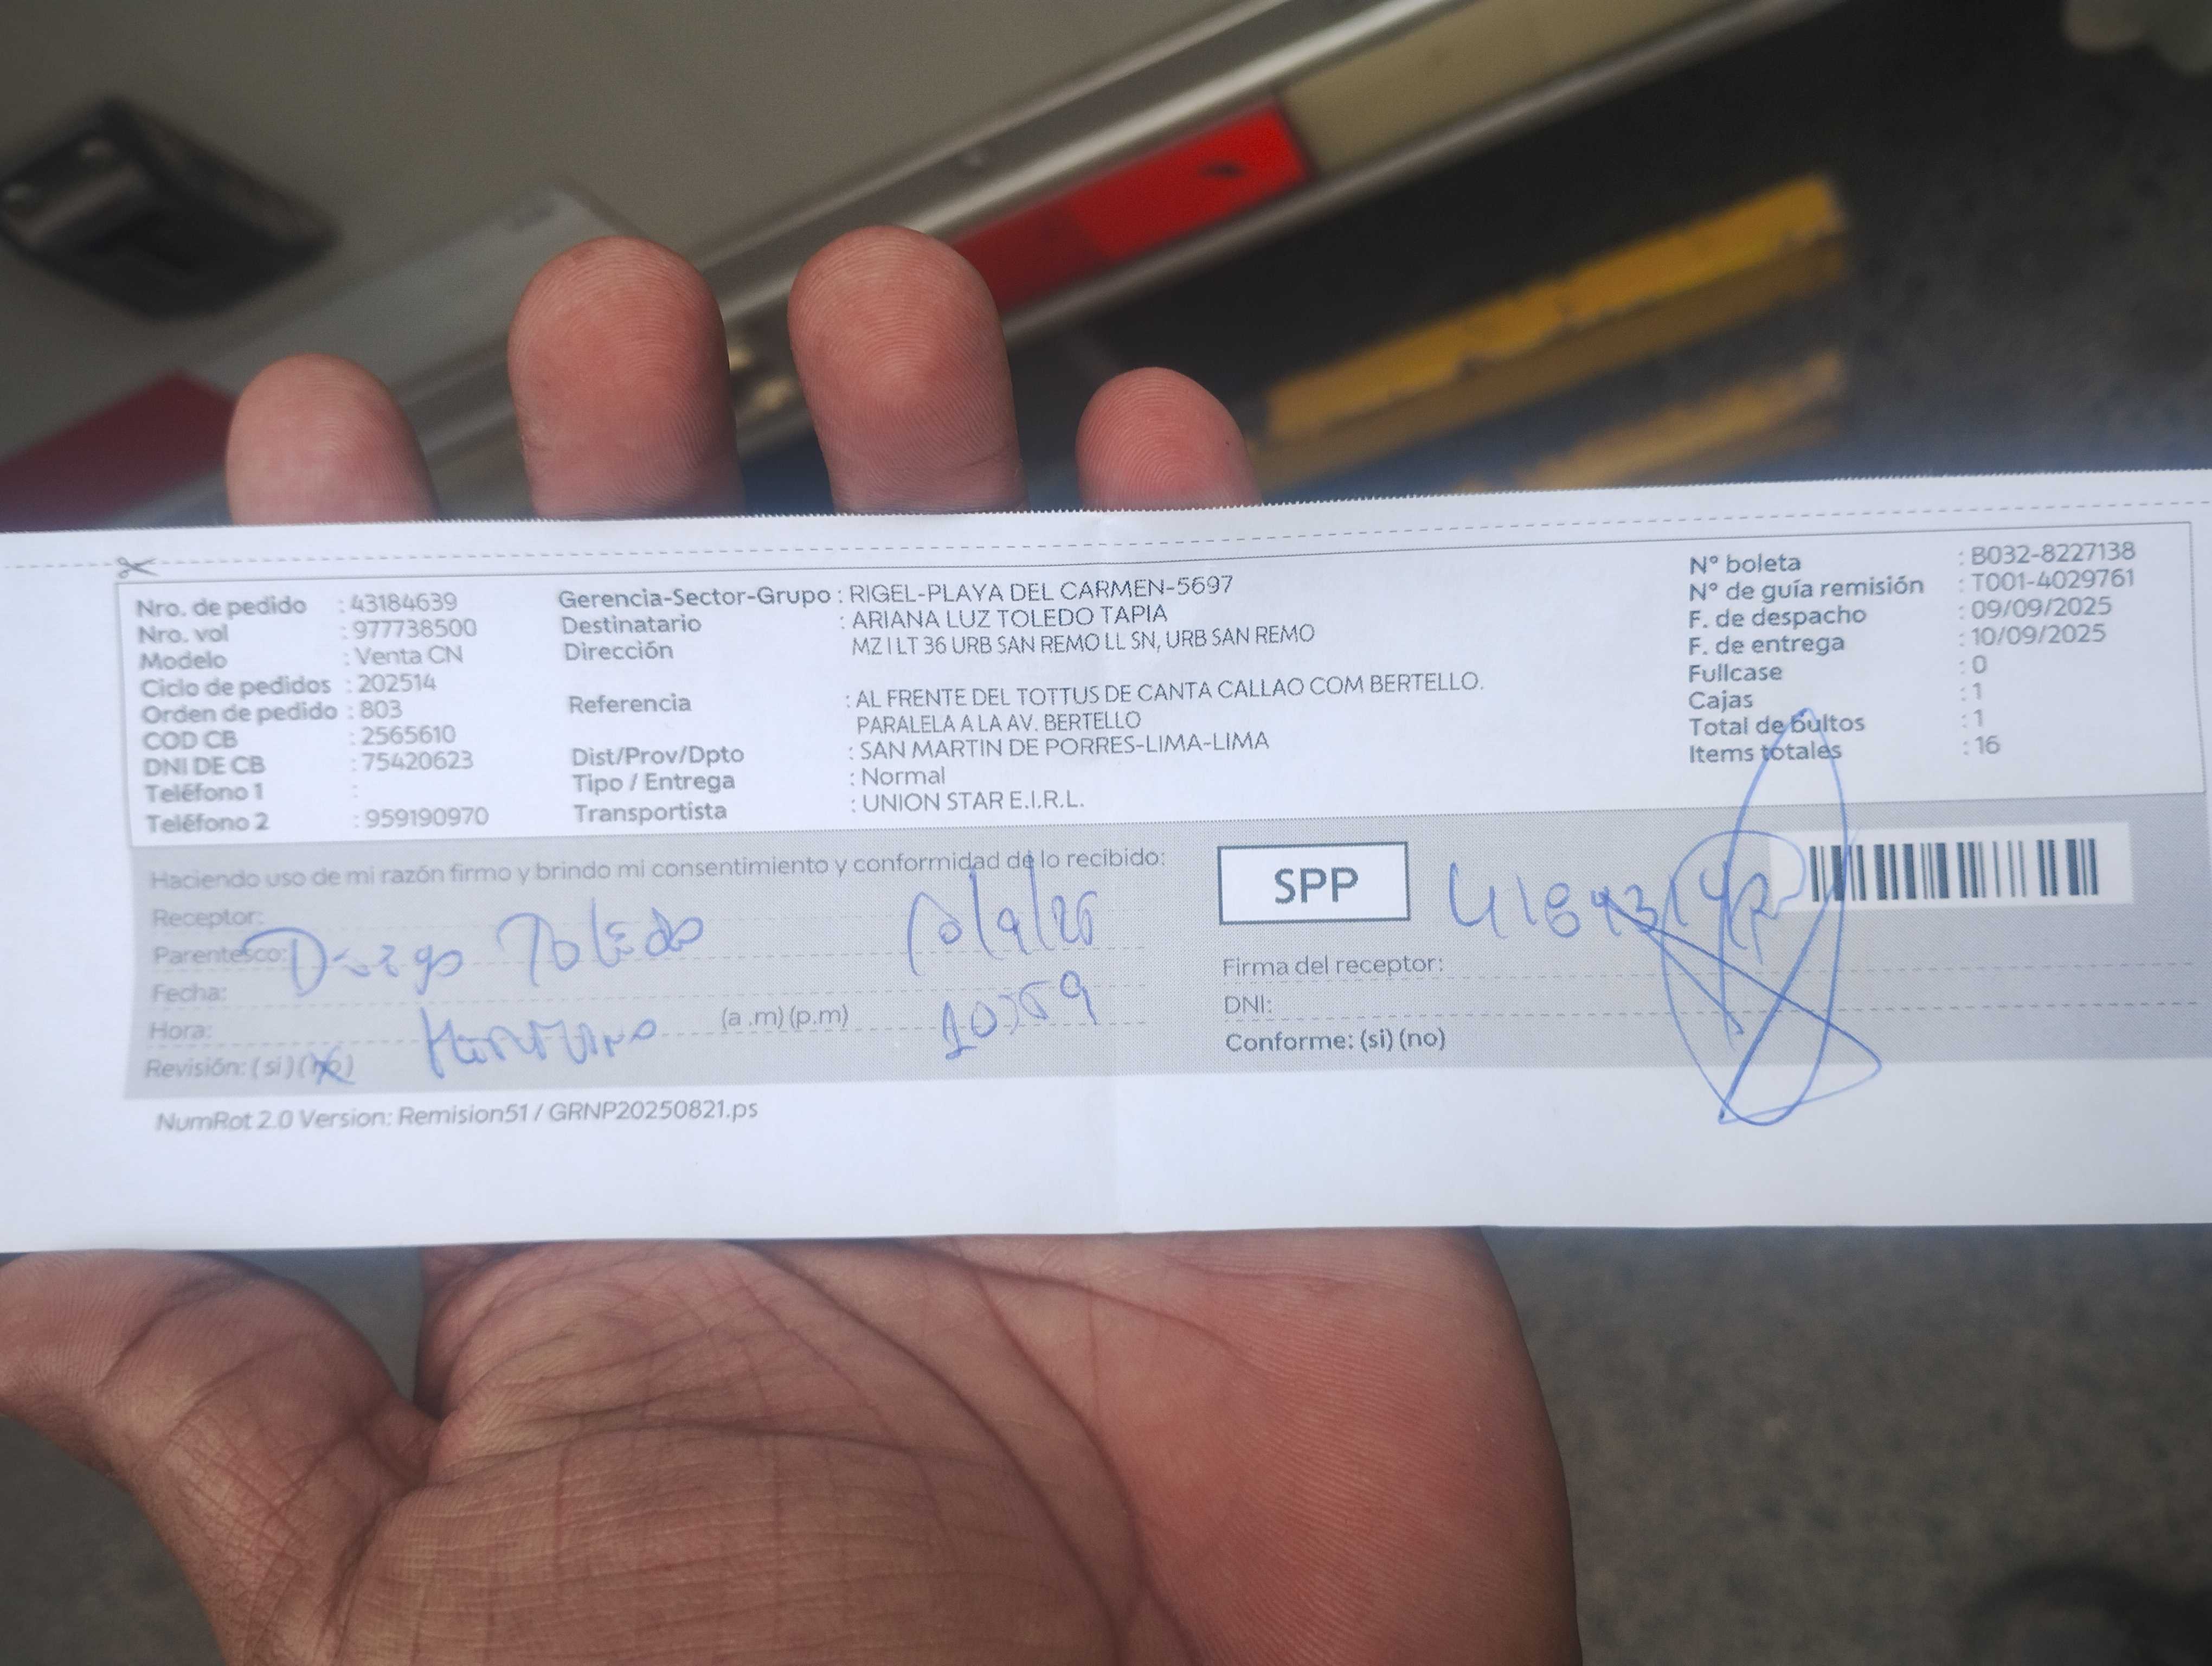 Nro. de pedido : 43184639
Nro. vol : 977738500
Modelo : Venta CN
Ciclo de pedidos : 202514
Orden de pedido : 803
COD CB : 2565610
DNI DE CB : 75420623
Teléfono 1 :
Teléfono 2 : 959190970
Gerencia-Sector-Grupo : RIGEL-PLAYA DEL CARMEN-5697
Destinatario : ARIANA LUZ TOLEDO TAPIA
Dirección MZ I LT 36 URB SAN REMO LL SN, URB SAN REMO
Referencia : AL FRENTE DEL TOTTUS DE CANTA CALLAO COM BERTELLO.
PARALELA A LA AV. BERTELLO
Dist/Prov/Dpto : SAN MARTIN DE PORRES-LIMA-LIMA
Tipo / Entrega : Normal
Transportista : UNION STAR E.I.R.L.
N° boleta : B032-8227138
N° de guía remisión : T001-4029761
F. de despacho : 09/09/2025
F. de entrega : 10/09/2025
Fullcase : 0
Cajas : 1
Total de bultos : 1
Items totales : 16
Haciendo uso de mi razón firmo y brindo mi consentimiento y conformidad de lo recibido:
Receptor:
Parentesco: Diego Toledo
Fecha:
Hora: (a .m) (p.m)
Revisión: (si) (no)
Hermano
SPP
Firma del receptor:
DNI:
Conforme: (si) (no)
NumRot 2.0 Version: Remision51 / GRNP20250821.ps